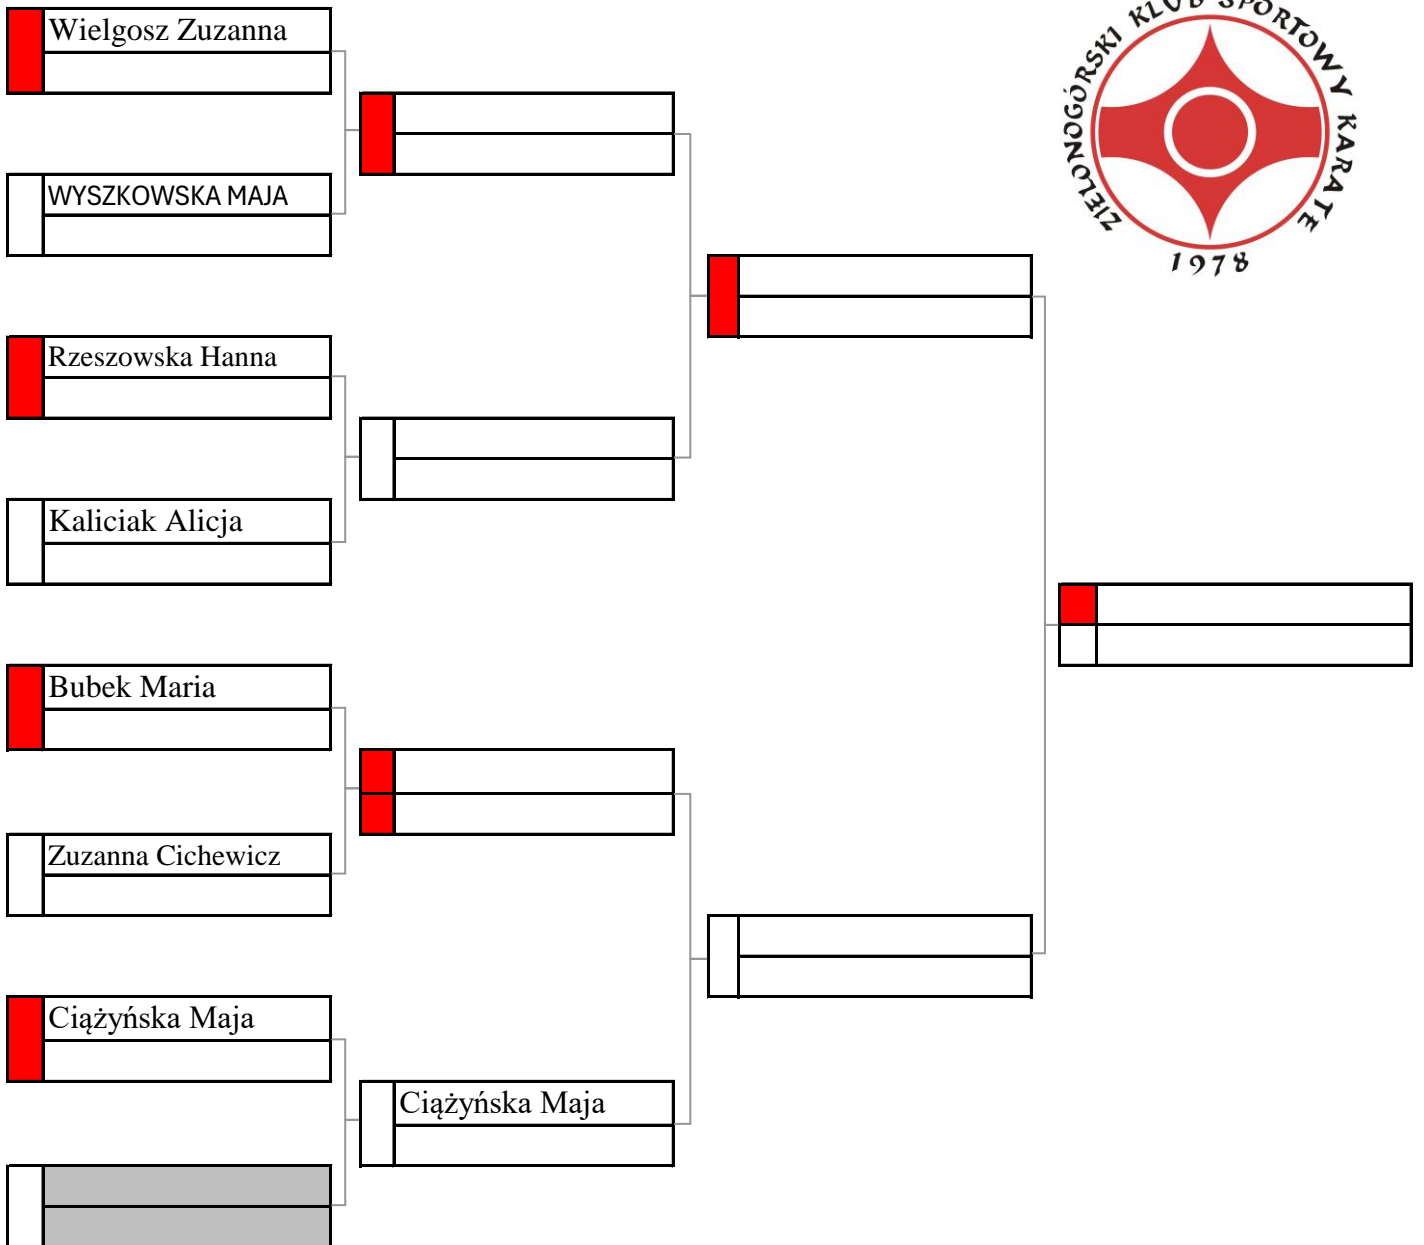 Wielgosz Zuzanna
ZIELONOGÓRSKI KLUB SPORTOWY KARATE
1978
WYSZKOWSKA MAJA
Rzeszowska Hanna
Kaliciak Alicja
Bubek Maria
Zuzanna Cichewicz
Ciążyńska Maja
Ciążyńska Maja